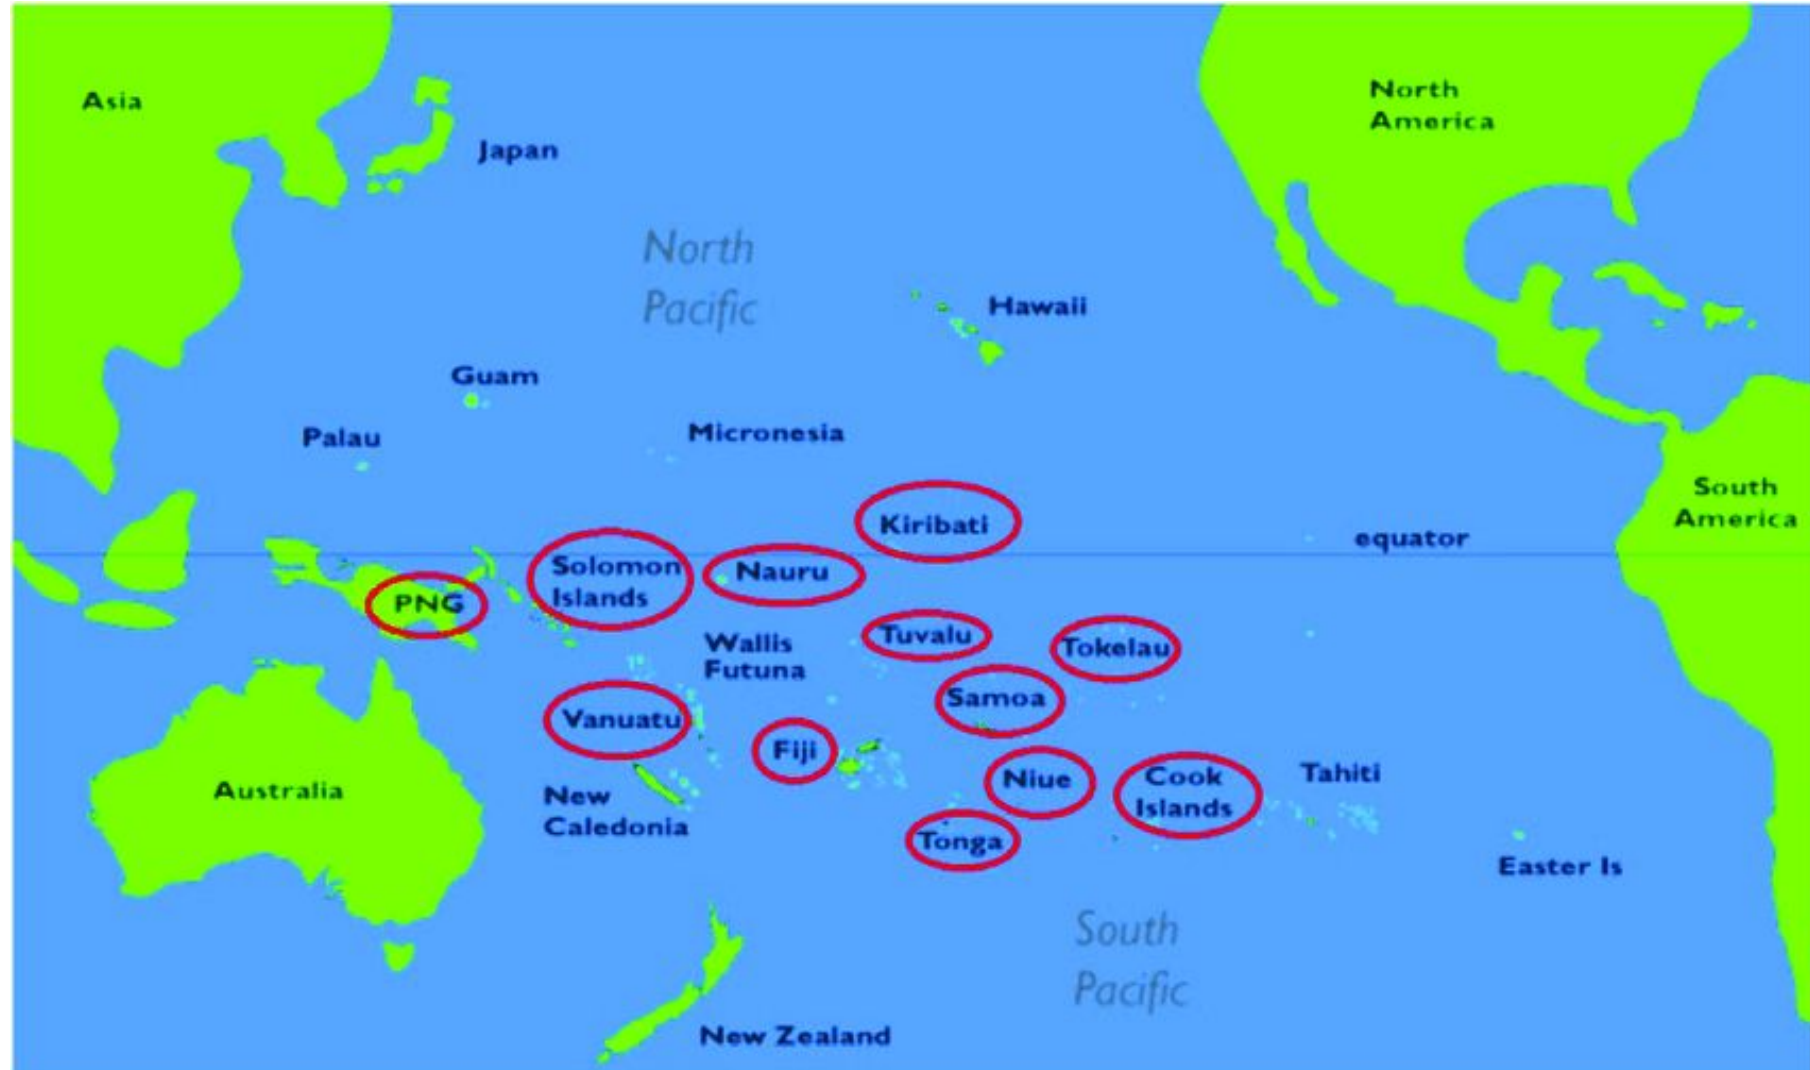 Asia
North
America
Japan
North
Pacific
Hawaii
Guam
Palau
Micronesia
South
America
Kiribati
equator
Solomon
Islands
Nauru
PNG
Wallis
Futuna
Tuvalu
Tokelau
Samoa
Vanuatu
Fiji
Niue
Cook
Islands
Tahiti
Australia
New
Caledonia
Tonga
Easter Is
South
Pacific
New Zealand